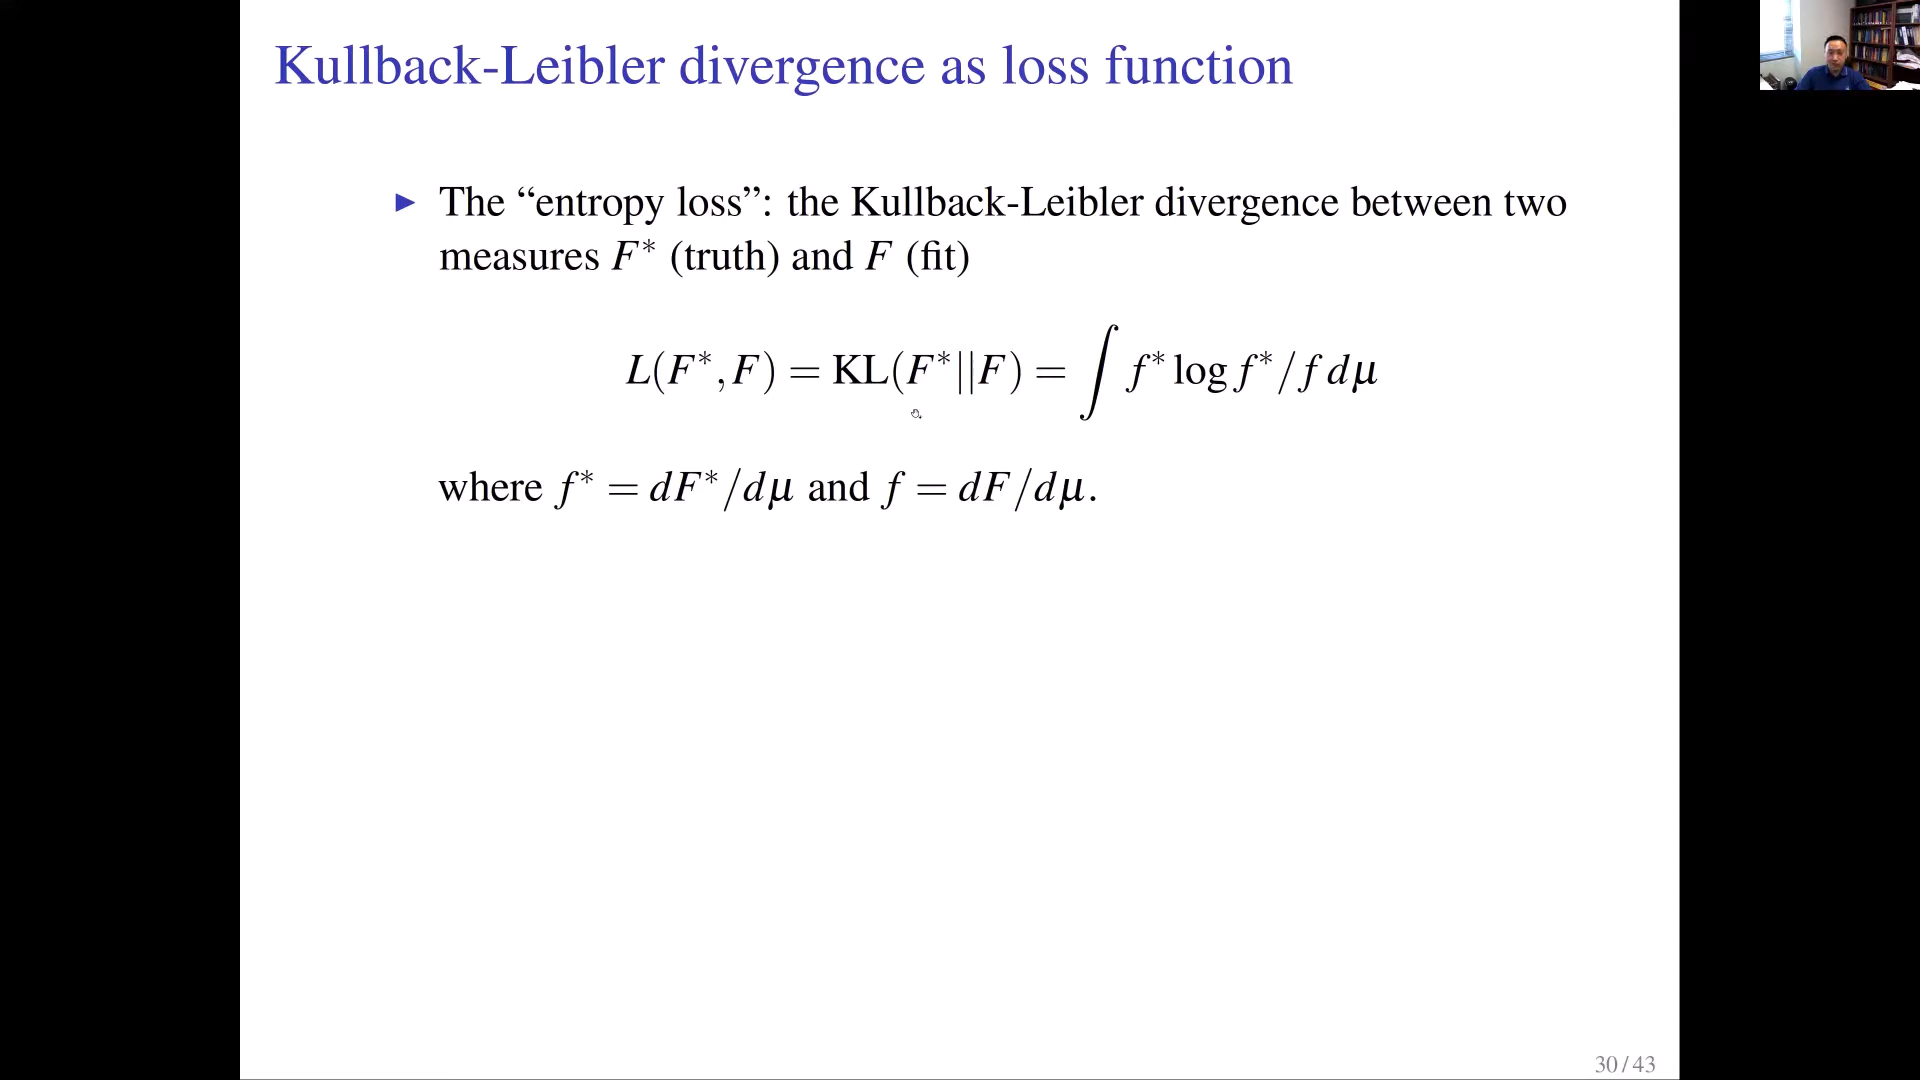 Kullback-Leibler divergence as loss function
▶ The “entropy loss”: the Kullback-Leibler divergence between two
measures F* (truth) and F (fit)
L(F*, F) = KL(F*||F) = ∫ f* log f*/f dμ
where f* = dF*/dμ and f = dF/dμ.
30 / 43